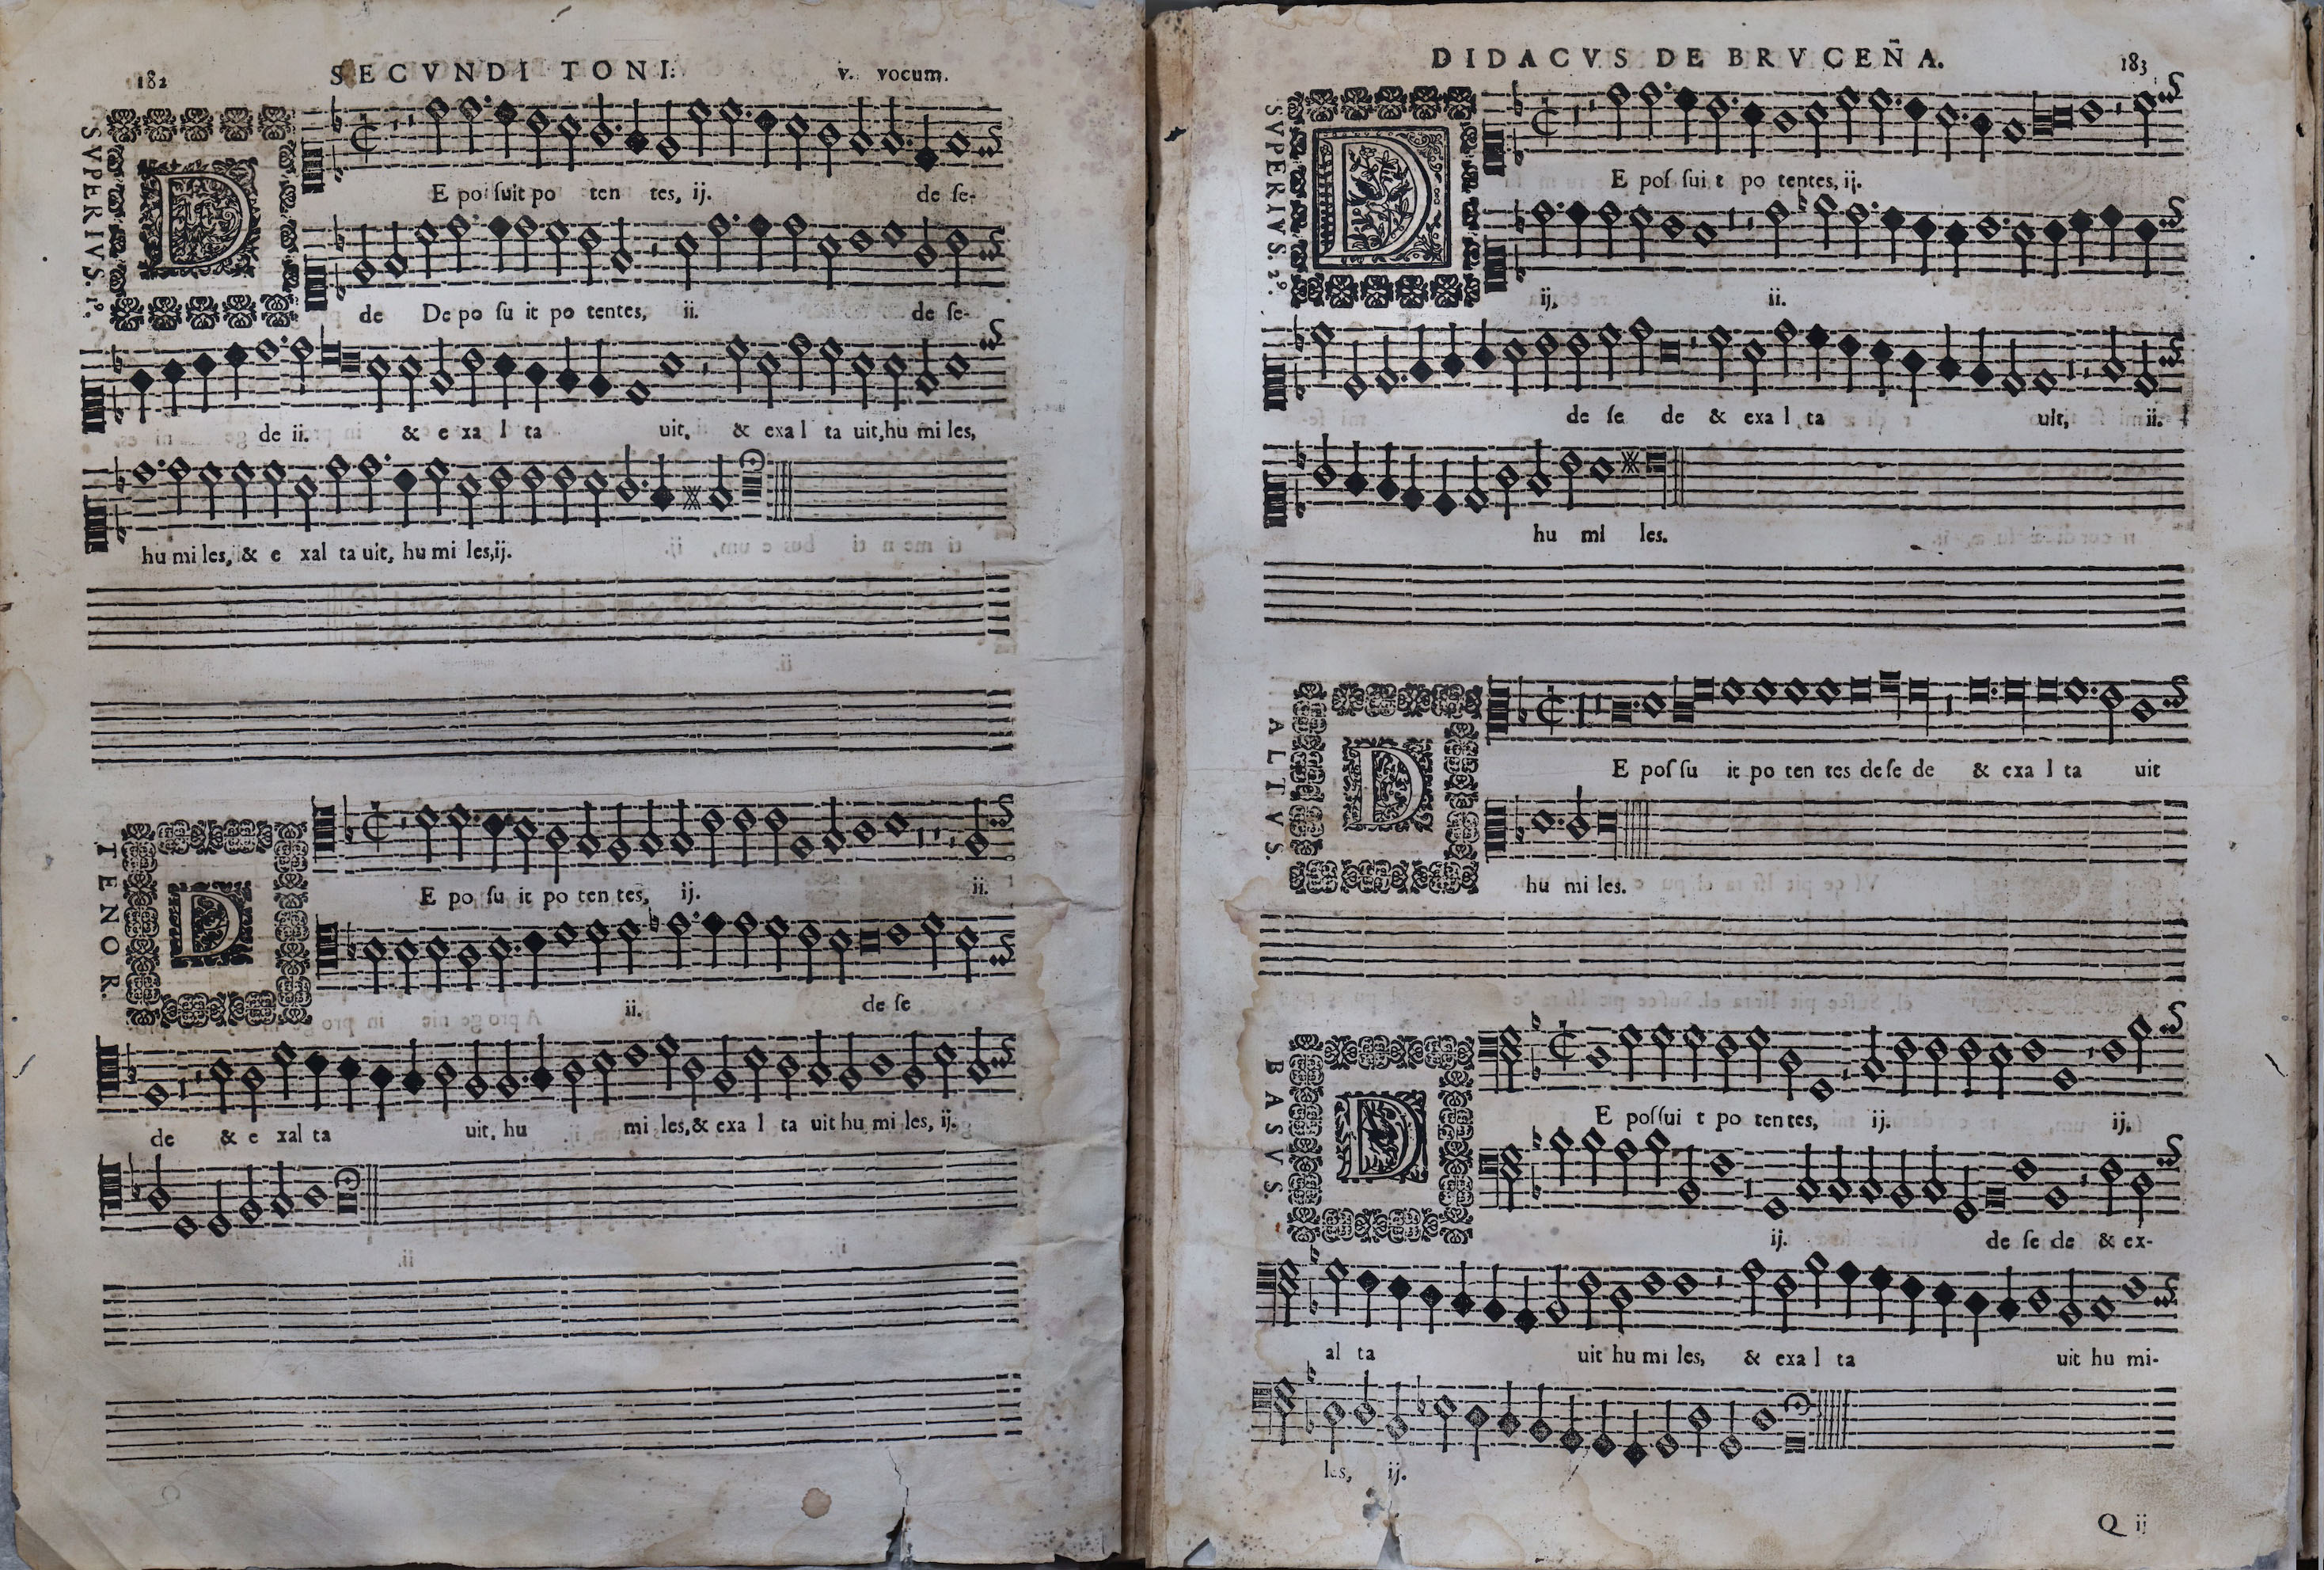 182 SECVNDI TONI: v. vocum.
SVPERIVS. 1º.
D
E po ſuit po ten tes, ij. de ſe-
de De po ſu it po tentes, ii. de ſe-
de ii. & e xa l ta uit, & exa l ta uit, hu mi les,
hu mi les, & e xal ta uit, hu mi les, ij.
TENOR.
D
E po ſu it po ten tes, ij. ii.
ii. de ſe
de & e xal ta uit, hu mi les, & exa l ta uit hu mi les, ij.
DIDACVS DE BRVCEÑA. 183
SVPERIVS. 2º.
D
E poſ ſui t po tentes, ij.
ij, ii.
de ſe de & exa l ta uit, ii.
hu mi les.
ALTVS.
D
E poſ ſu it po ten tes de ſe de & exa l ta uit
hu mi les.
BASVS.
D
E poſſui t po tentes, ij. ij,
ij. de ſe de & ex-
al ta uit hu mi les, & exa l ta uit hu mi-
les, ij.
Q ij